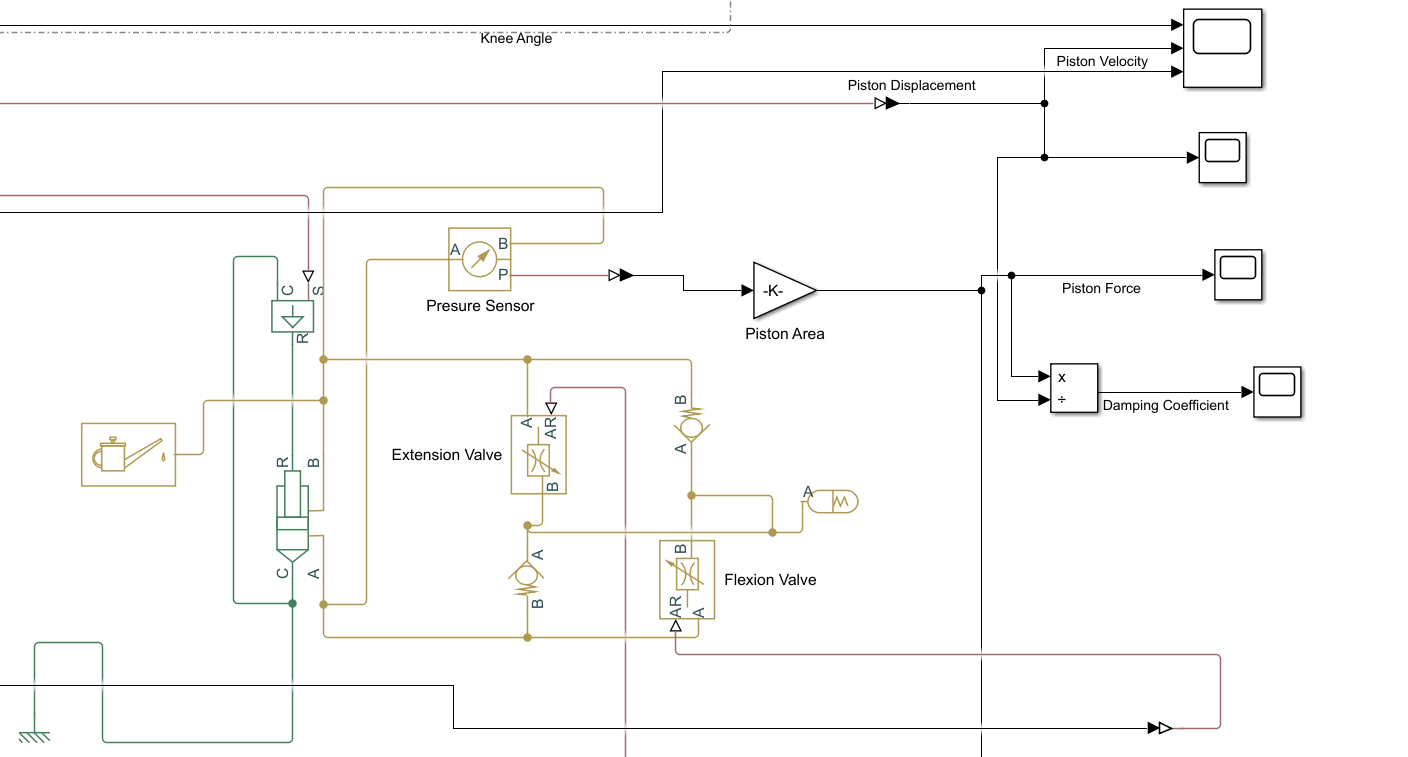 Knee Angle
Piston Velocity
Piston Displacement
A
B
P
Presure Sensor
C
S
R
-K-
Piston Area
Piston Force
x
÷
Damping Coefficient
A
AR
B
Extension Valve
B
A
R
B
C
A
A
B
A
B
AR
A
Flexion Valve